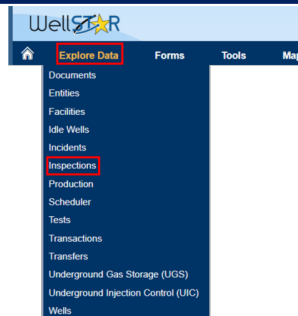 WellSTAR
Explore Data Forms Tools Map
Documents
Entities
Facilities
Idle Wells
Incidents
Inspections
Production
Scheduler
Tests
Transactions
Transfers
Underground Gas Storage (UGS)
Underground Injection Control (UIC)
Wells